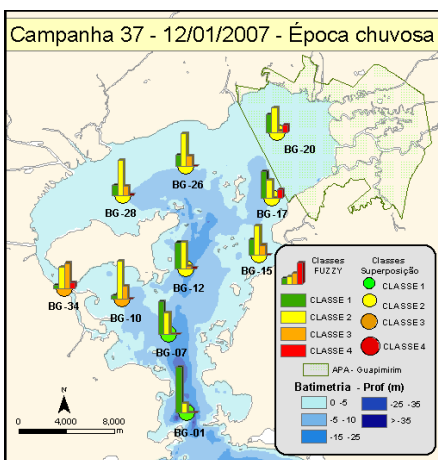 Campanha 37 - 12/01/2007 - Época chuvosa
BG-20
BG-26
BG-28
BG-17
BG-15
BG-12
BG-34
BG-10
BG-07
BG-01
N
0 4,000 8,000
m
Classes
FUZZY
CLASSE 1
CLASSE 2
CLASSE 3
CLASSE 4
Classes
Superposição
CLASSE 1
CLASSE 2
CLASSE 3
CLASSE 4
APA - Guapimirim
Batimetria - Prof (m)
0 -5
-5 -10
-15 -25
-25 -35
>-35